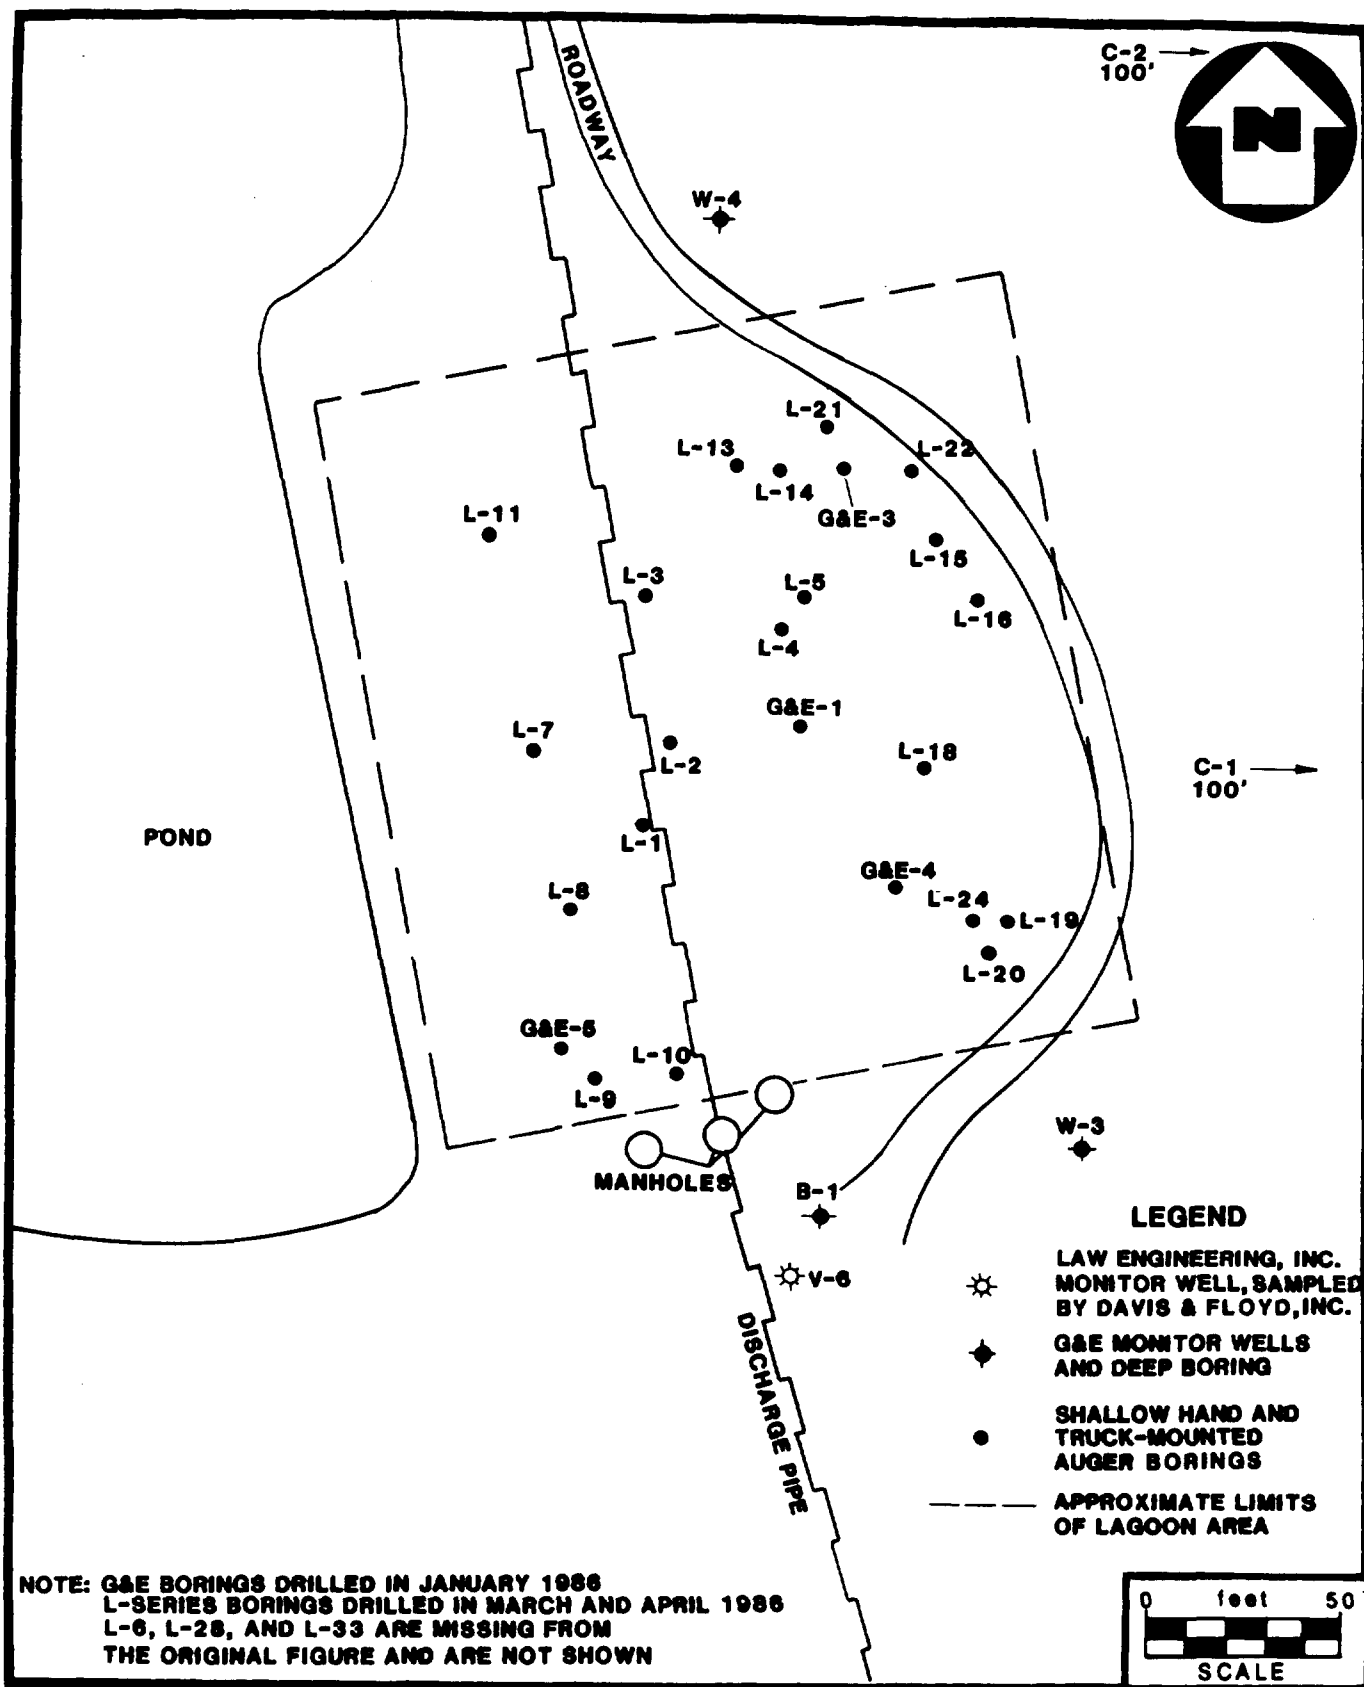 C-2
100'
N
ROADWAY
W-4
L-21
L-13
L-22
L-14
G&E-3
L-11
L-15
L-3
L-5
L-16
L-4
G&E-1
L-7
L-2
L-18
C-1
100'
POND
L-1
G&E-4
L-8
L-24
L-19
L-20
G&E-5
L-10
L-9
W-3
MANHOLES
B-1
V-6
DISCHARGE PIPE
LEGEND
LAW ENGINEERING, INC.
MONITOR WELL, SAMPLED
BY DAVIS & FLOYD, INC.
G&E MONITOR WELLS
AND DEEP BORING
SHALLOW HAND AND
TRUCK-MOUNTED
AUGER BORINGS
APPROXIMATE LIMITS
OF LAGOON AREA
NOTE: G&E BORINGS DRILLED IN JANUARY 1986
L-SERIES BORINGS DRILLED IN MARCH AND APRIL 1986
L-6, L-28, AND L-33 ARE MISSING FROM
THE ORIGINAL FIGURE AND ARE NOT SHOWN
0 feet 50
SCALE